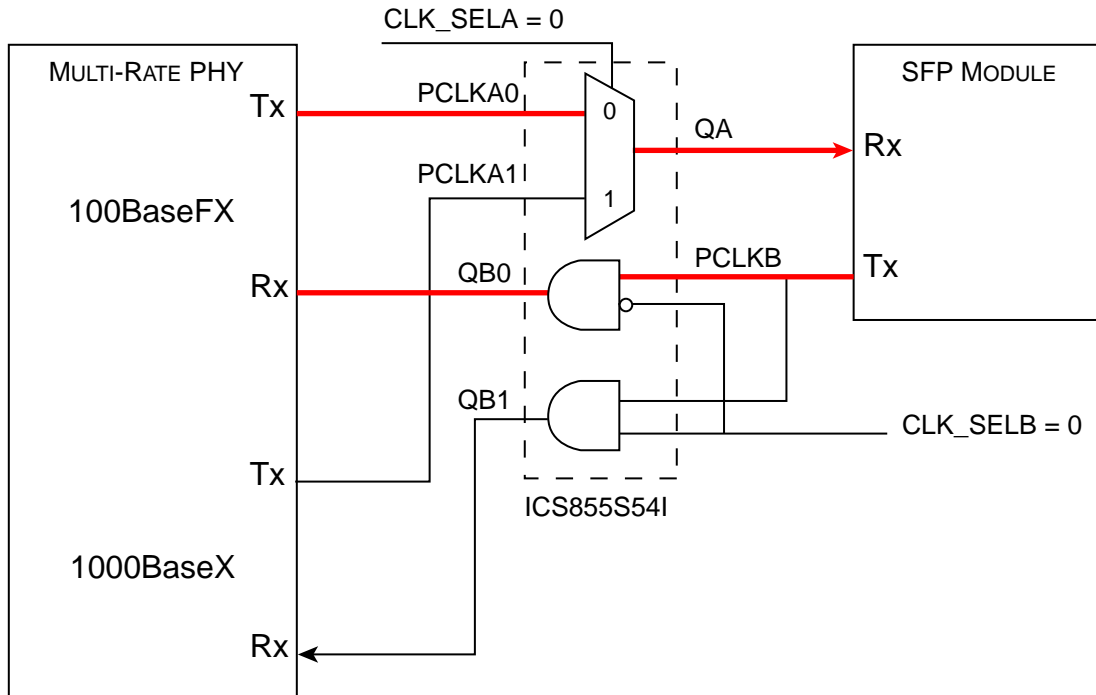 CLK_SELA = 0
MULTI-RATE PHY
SFP MODULE
Tx
PCLKA0
0
QA
Rx
PCLKA1
1
100BaseFX
PCLKB
Tx
Rx
QB0
QB1
CLK_SELB = 0
Tx
ICS855S54I
1000BaseX
Rx